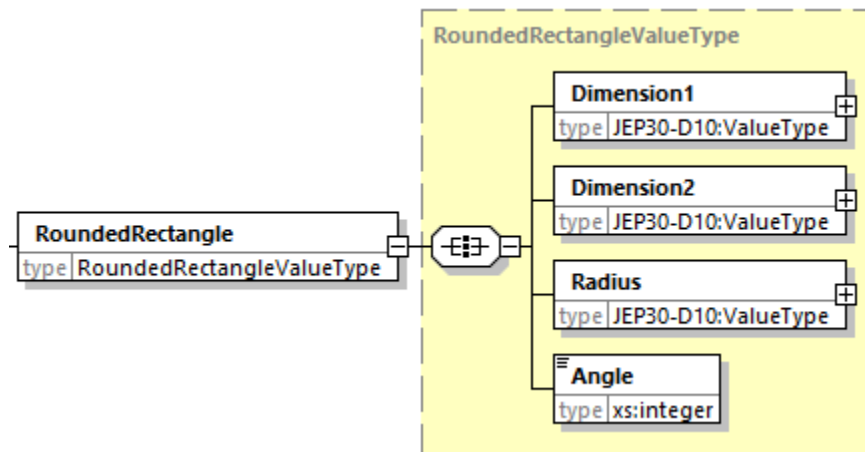 RoundedRectangleValueType
Dimension1
type JEP30-D10:ValueType
Dimension2
type JEP30-D10:ValueType
RoundedRectangle
type RoundedRectangleValueType
Radius
type JEP30-D10:ValueType
Angle
type xs:integer